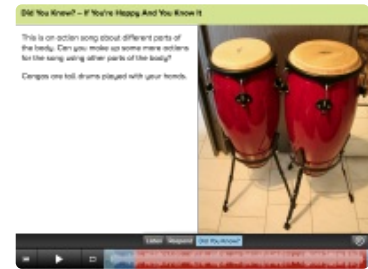 Did You Know? – If You're Happy And You Know It
This is an action song about different parts of
the body. Can you make up some more actions
for the song using other parts of the body?
Congas are tall drums played with your hands.
Listen Respond Did You Know?